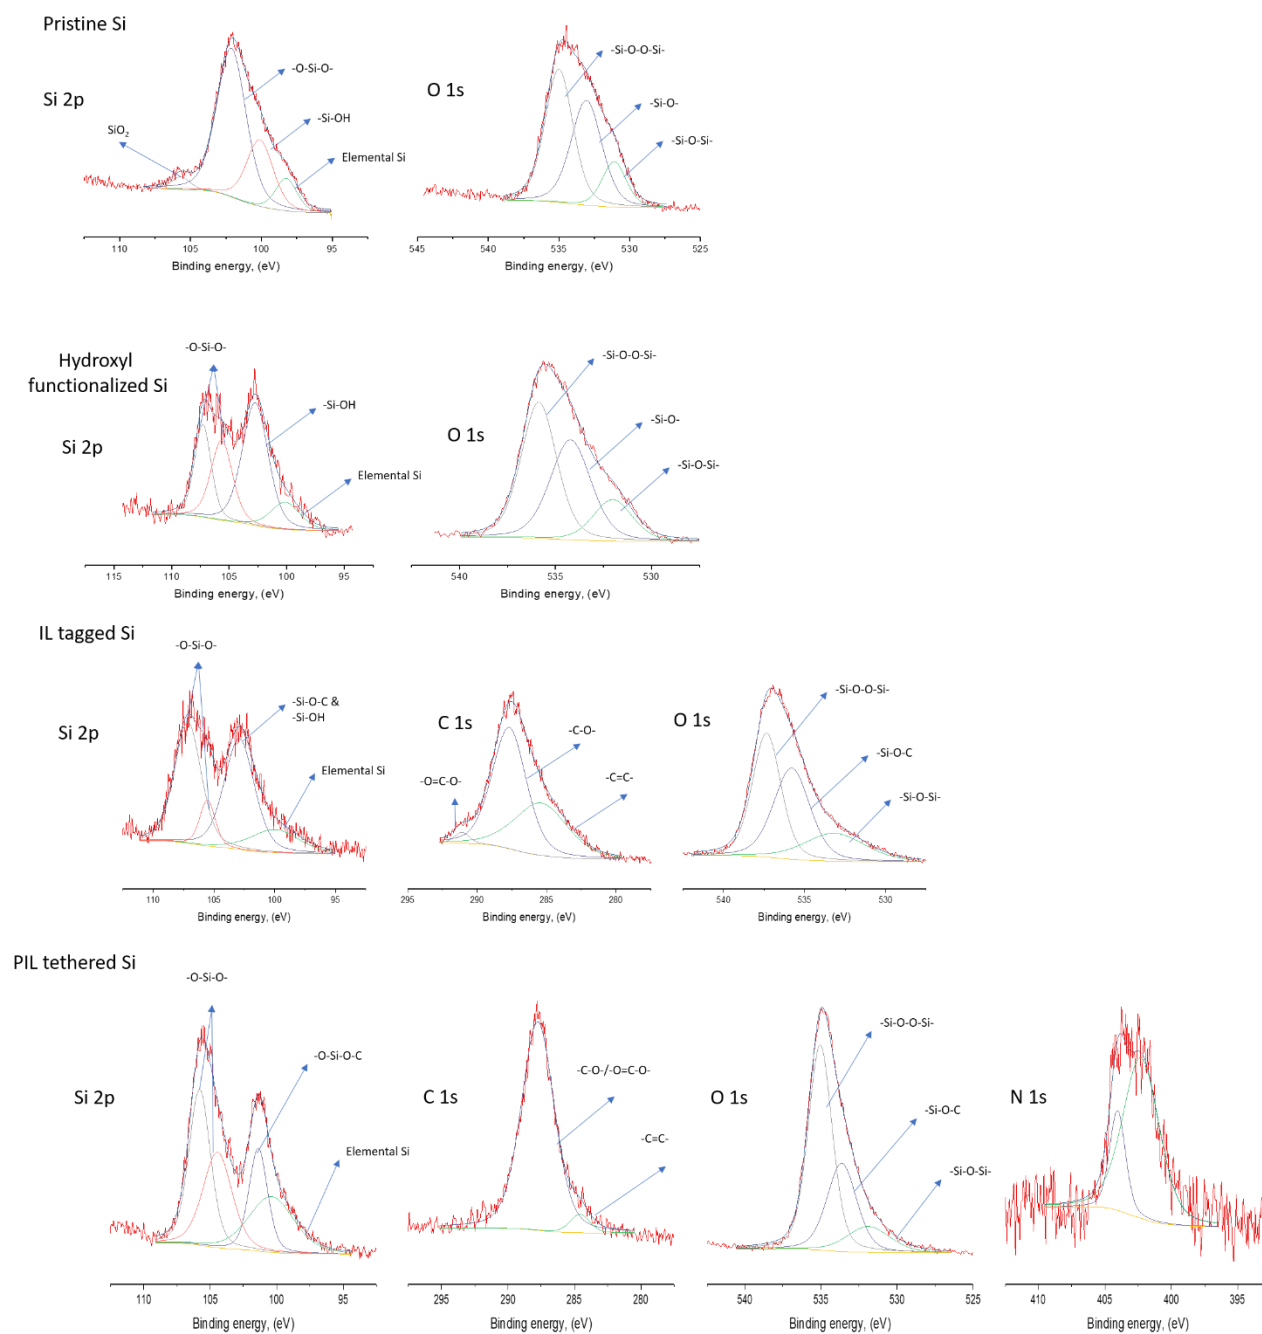 Pristine Si
Si 2p
-O-Si-O-
-Si-OH
SiO2
Elemental Si
110 105 100 95
Binding energy, (eV)
O 1s
-Si-O-O-Si-
-Si-O-
-Si-O-Si-
545 540 535 530 525
Binding energy, (eV)
Hydroxyl
functionalized Si
Si 2p
-O-Si-O-
-Si-OH
Elemental Si
115 110 105 100 95
Binding energy, (eV)
O 1s
-Si-O-O-Si-
-Si-O-
-Si-O-Si-
540 535 530
Binding energy, (eV)
IL tagged Si
Si 2p
-O-Si-O-
-Si-O-C &
-Si-OH
Elemental Si
110 105 100 95
Binding energy, (eV)
C 1s
-C-O-
-O=C-O-
-C=C-
295 290 285 280
Binding energy, (eV)
O 1s
-Si-O-O-Si-
-Si-O-C
-Si-O-Si-
540 535 530
Binding energy, (eV)
PIL tethered Si
Si 2p
-O-Si-O-
-O-Si-O-C
Elemental Si
110 105 100 95
Binding energy, (eV)
C 1s
-C-O-/-O=C-O-
-C=C-
295 290 285 280
Binding energy, (eV)
O 1s
-Si-O-O-Si-
-Si-O-C
-Si-O-Si-
540 535 530 525
Binding energy, (eV)
N 1s
410 405 400 395
Binding energy, (eV)